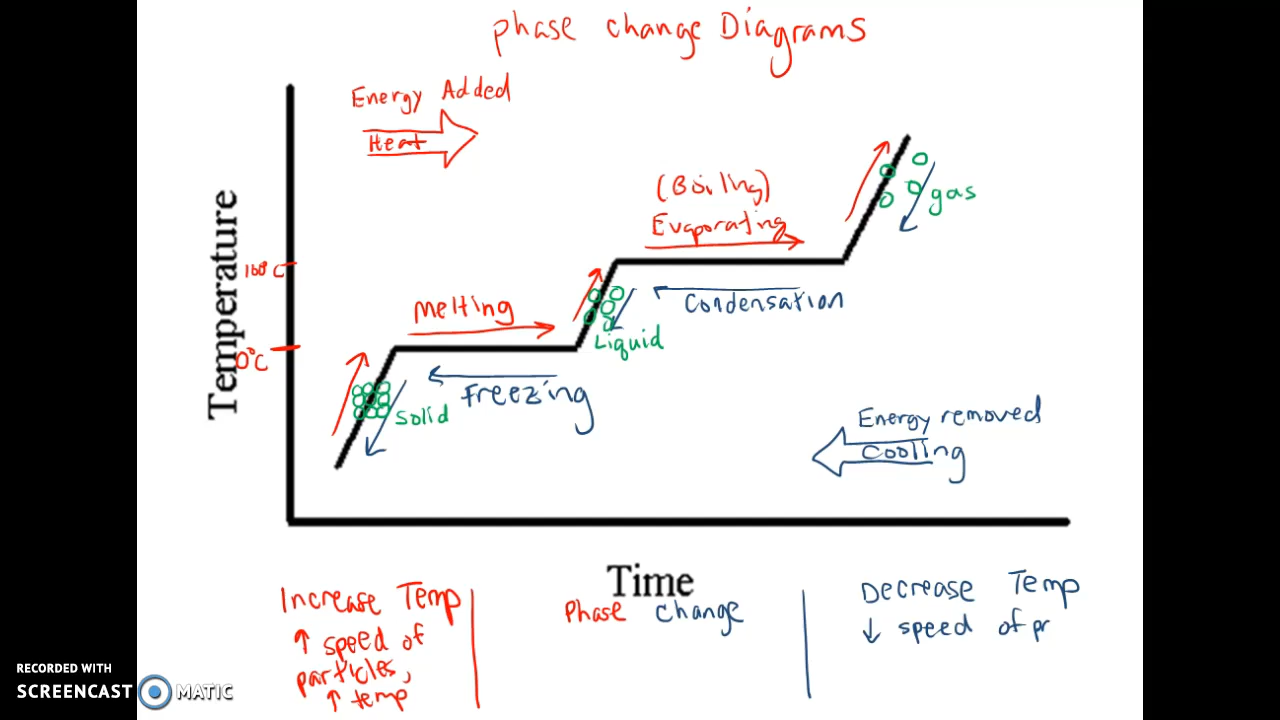 phase change Diagrams
Energy Added
Heat
(Boiling)
Evaporating
gas
100°C
Condensation
Melting
Liquid
Temperature
0°C
Freezing
solid
Energy removed
Cooling
Time
Increase Temp
↑ speed of
particles,
↑ temp
Phase change
Decrease Temp
↓ speed of pr
RECORDED WITH
SCREENCAST MATIC